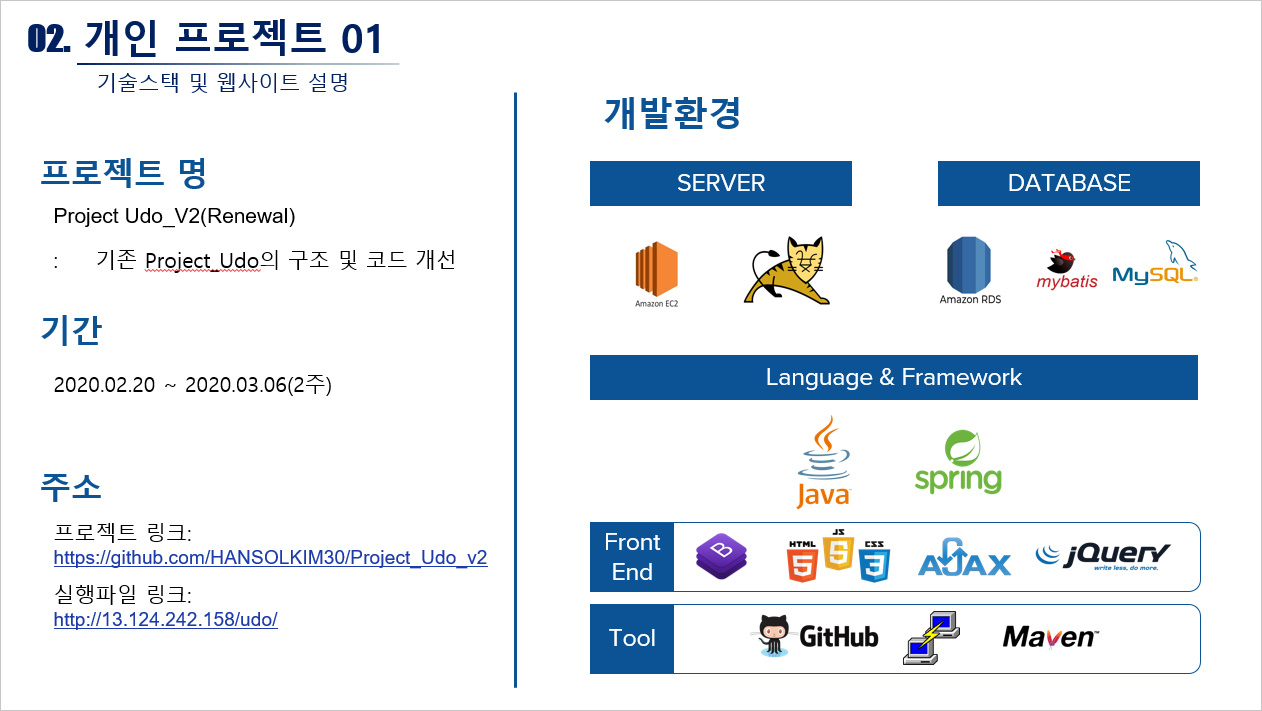 02. 개인 프로젝트 01
기술스택 및 웹사이트 설명
프로젝트 명
Project Udo_V2(Renewal)
: 기존 Project_Udo의 구조 및 코드 개선
기간
2020.02.20 ~ 2020.03.06(2주)
주소
프로젝트 링크:
https://github.com/HANSOLKIM30/Project_Udo_v2
실행파일 링크:
http://13.124.242.158/udo/
개발환경
SERVER
Amazon EC2
DATABASE
Amazon RDS
mybatis
MySQL®
Language & Framework
Java™
spring
Front
End
B
HTML
5
JS
5
CSS
3
AJAX
jQuery
write less, do more.
Tool
GitHub
Maven™